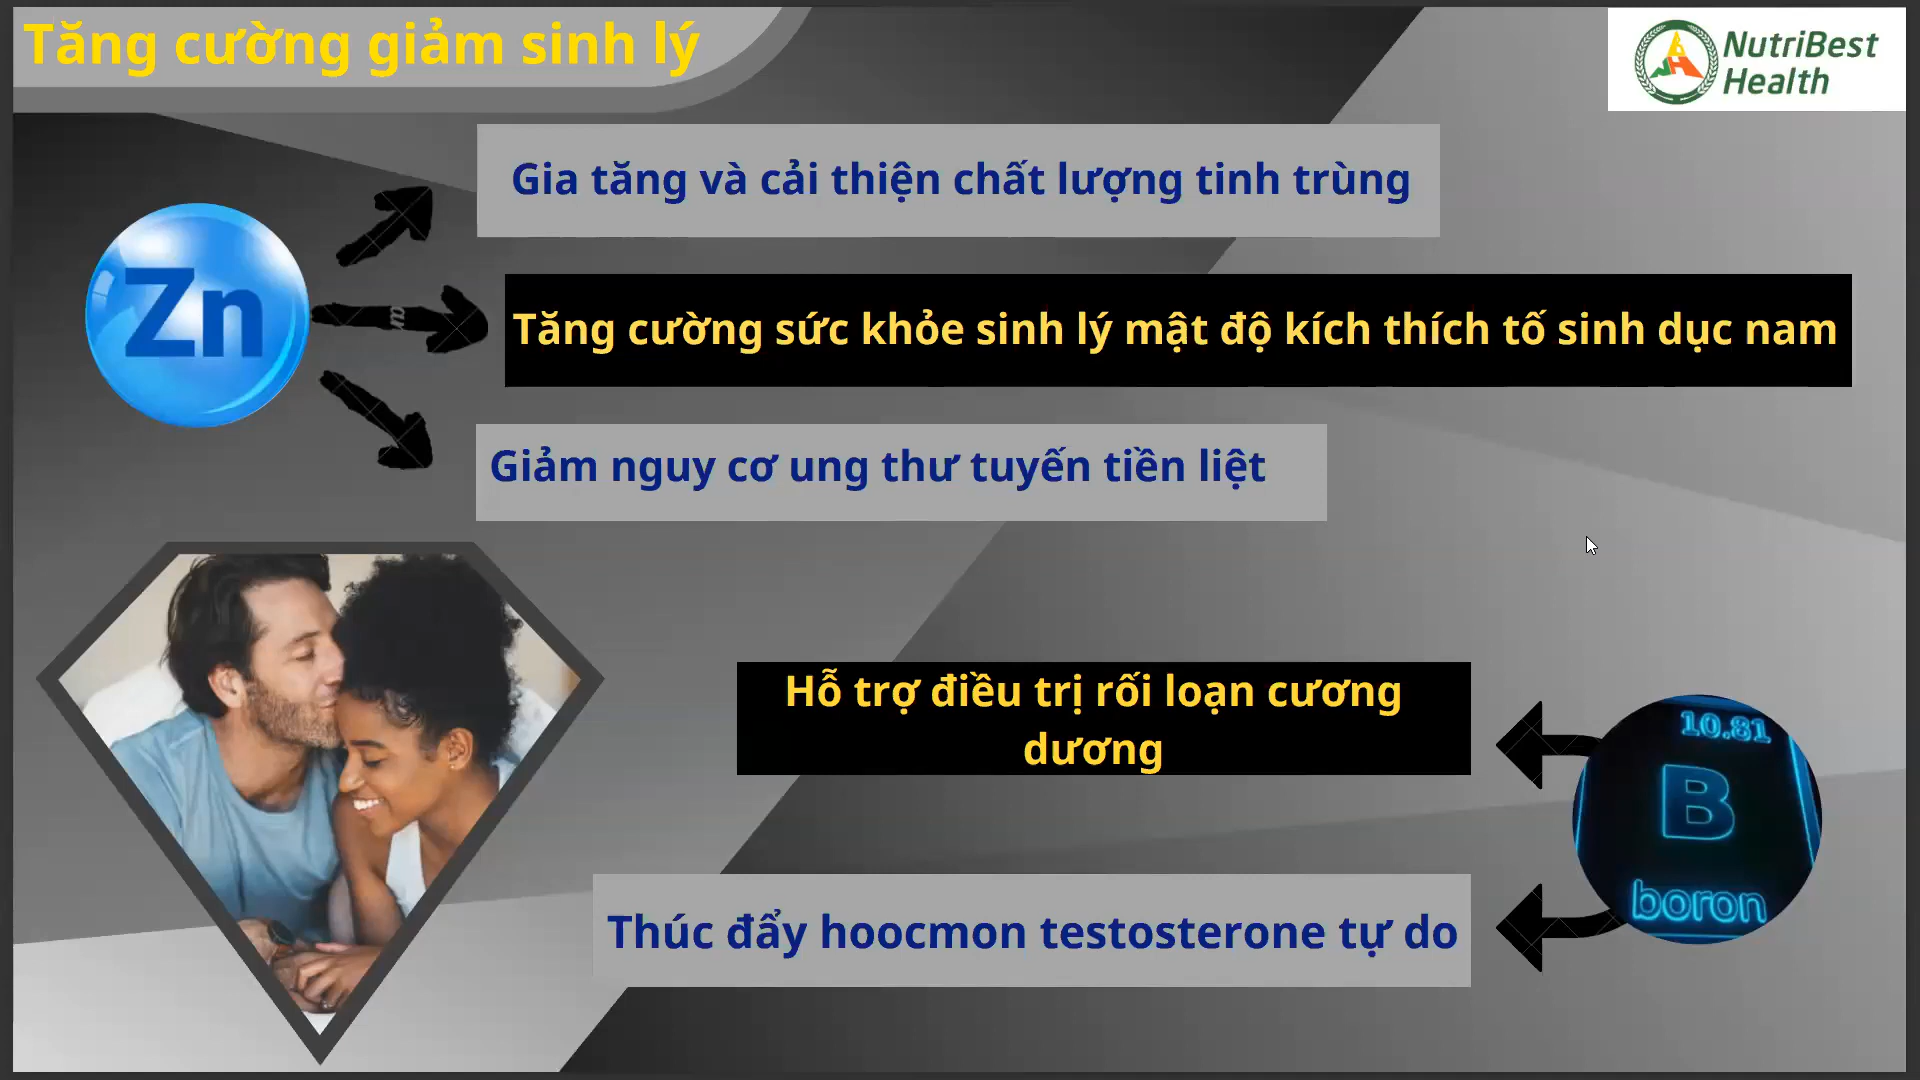 Tăng cường giảm sinh lý
NutriBest
Health
Gia tăng và cải thiện chất lượng tinh trùng
Zn
Tăng cường sức khỏe sinh lý mật độ kích thích tố sinh dục nam
Giảm nguy cơ ung thư tuyến tiền liệt
Hỗ trợ điều trị rối loạn cương
dương
10.81
B
boron
Thúc đẩy hoocmon testosterone tự do